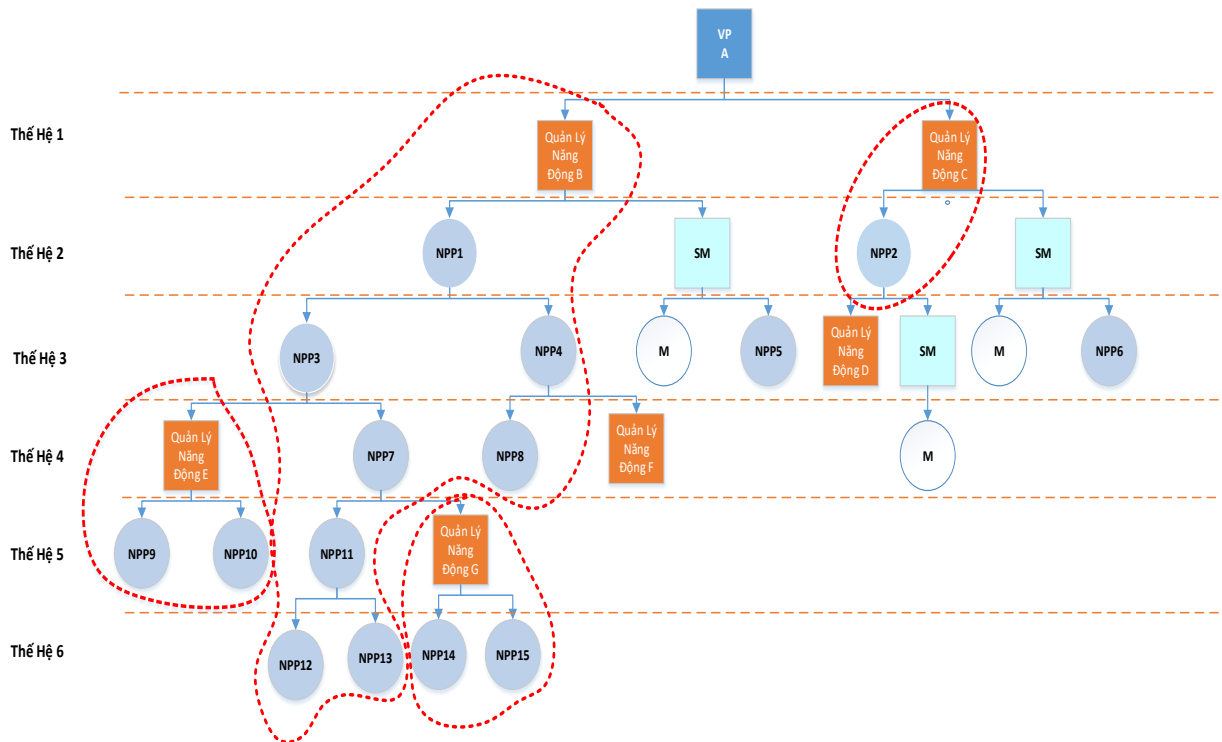 VP
A
Thế Hệ 1
Quản Lý
Năng
Động B
Quản Lý
Năng
Động C
Thế Hệ 2
NPP1
SM
NPP2
SM
Thế Hệ 3
NPP3
NPP4
M
NPP5
Quản Lý
Năng
Động D
SM
M
NPP6
Thế Hệ 4
Quản Lý
Năng
Động E
NPP7
NPP8
Quản Lý
Năng
Động F
M
Thế Hệ 5
NPP9
NPP10
NPP11
Quản Lý
Năng
Động G
Thế Hệ 6
NPP12
NPP13
NPP14
NPP15